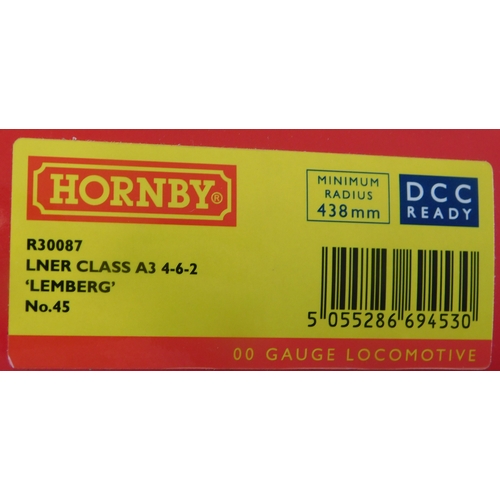 HORNBY®
MINIMUM
RADIUS
438mm
DCC
READY
R30087
LNER CLASS A3 4-6-2
'LEMBERG'
No.45
5 055286 694530
00 GAUGE LOCOMOTIVE